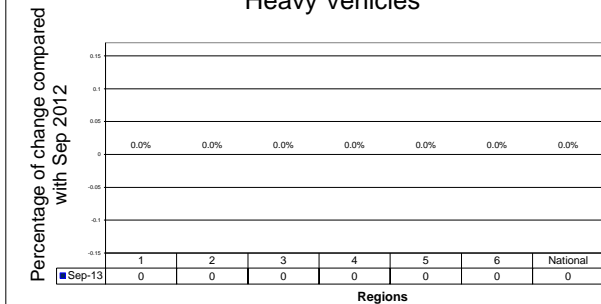 Heavy Vehicles
Percentage of change compared
with Sep 2012
0.15
0.1
0.05
0
-0.05
-0.1
-0.15
0.0% 0.0% 0.0% 0.0% 0.0% 0.0% 0.0%
1 2 3 4 5 6 National
Sep-13 0 0 0 0 0 0 0
Regions